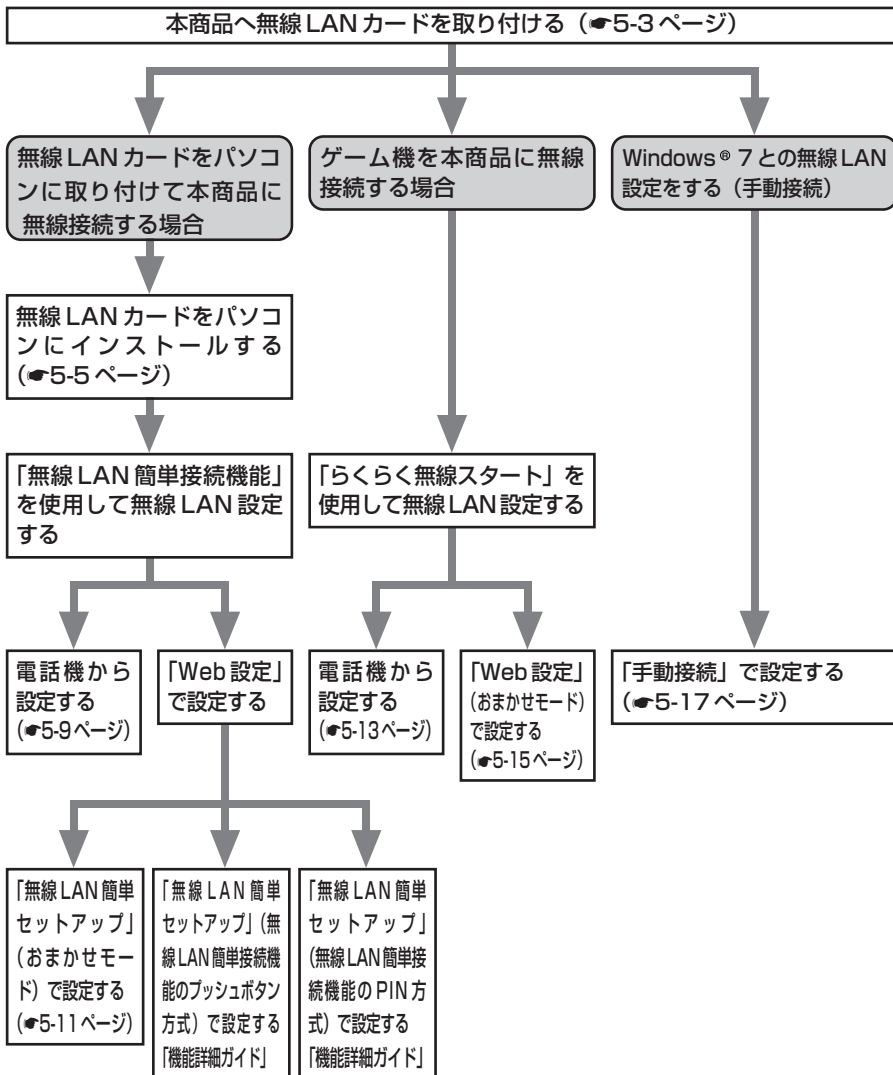 本商品へ無線LANカードを取り付ける（☛5-3ページ）
無線LANカードをパソコ
ンに取り付けて本商品に
無線接続する場合
ゲーム機を本商品に無線
接続する場合
Windows® 7との無線LAN
設定をする（手動接続）
無線LANカードをパソコ
ンにインストールする
（☛5-5ページ）
「無線LAN簡単接続機能」
を使用して無線LAN設定
する
「らくらく無線スタート」を
使用して無線LAN設定する
電話機から
設定する
（☛5-9ページ）
「Web設定」
で設定する
電話機から
設定する
（☛5-13ページ）
「Web設定」
（おまかせモード）
で設定する
（☛5-15ページ）
「手動接続」で設定する
（☛5-17ページ）
「無線LAN簡単
セットアップ」
（おまかせモー
ド）で設定する
（☛5-11ページ）
「無線LAN簡単
セットアップ」（無
線LAN簡単接続機
能のプッシュボタン
方式）で設定する
「機能詳細ガイド」
「無線LAN簡単
セットアップ」
（無線LAN簡単接
続機能のPIN方
式）で設定する
「機能詳細ガイド」